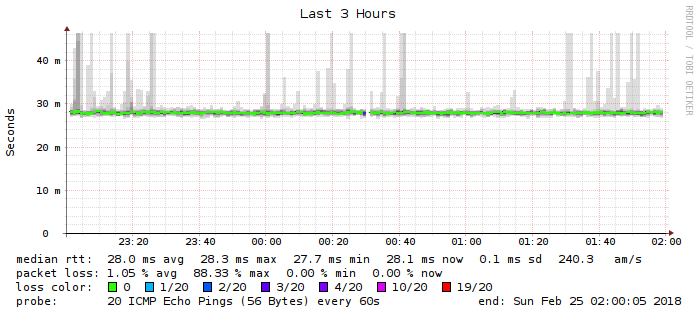 Last 3 Hours
RRDTOOL / TOBI OETIKER
Seconds
40 m
30 m
20 m
10 m
0
23:20 23:40 00:00 00:20 00:40 01:00 01:20 01:40 02:00
median rtt: 28.0 ms avg 28.3 ms max 27.7 ms min 28.1 ms now 0.1 ms sd 240.3 am/s
packet loss: 1.05 % avg 88.33 % max 0.00 % min 0.00 % now
loss color: 0 1/20 2/20 3/20 4/20 10/20 19/20
probe: 20 ICMP Echo Pings (56 Bytes) every 60s end: Sun Feb 25 02:00:05 2018